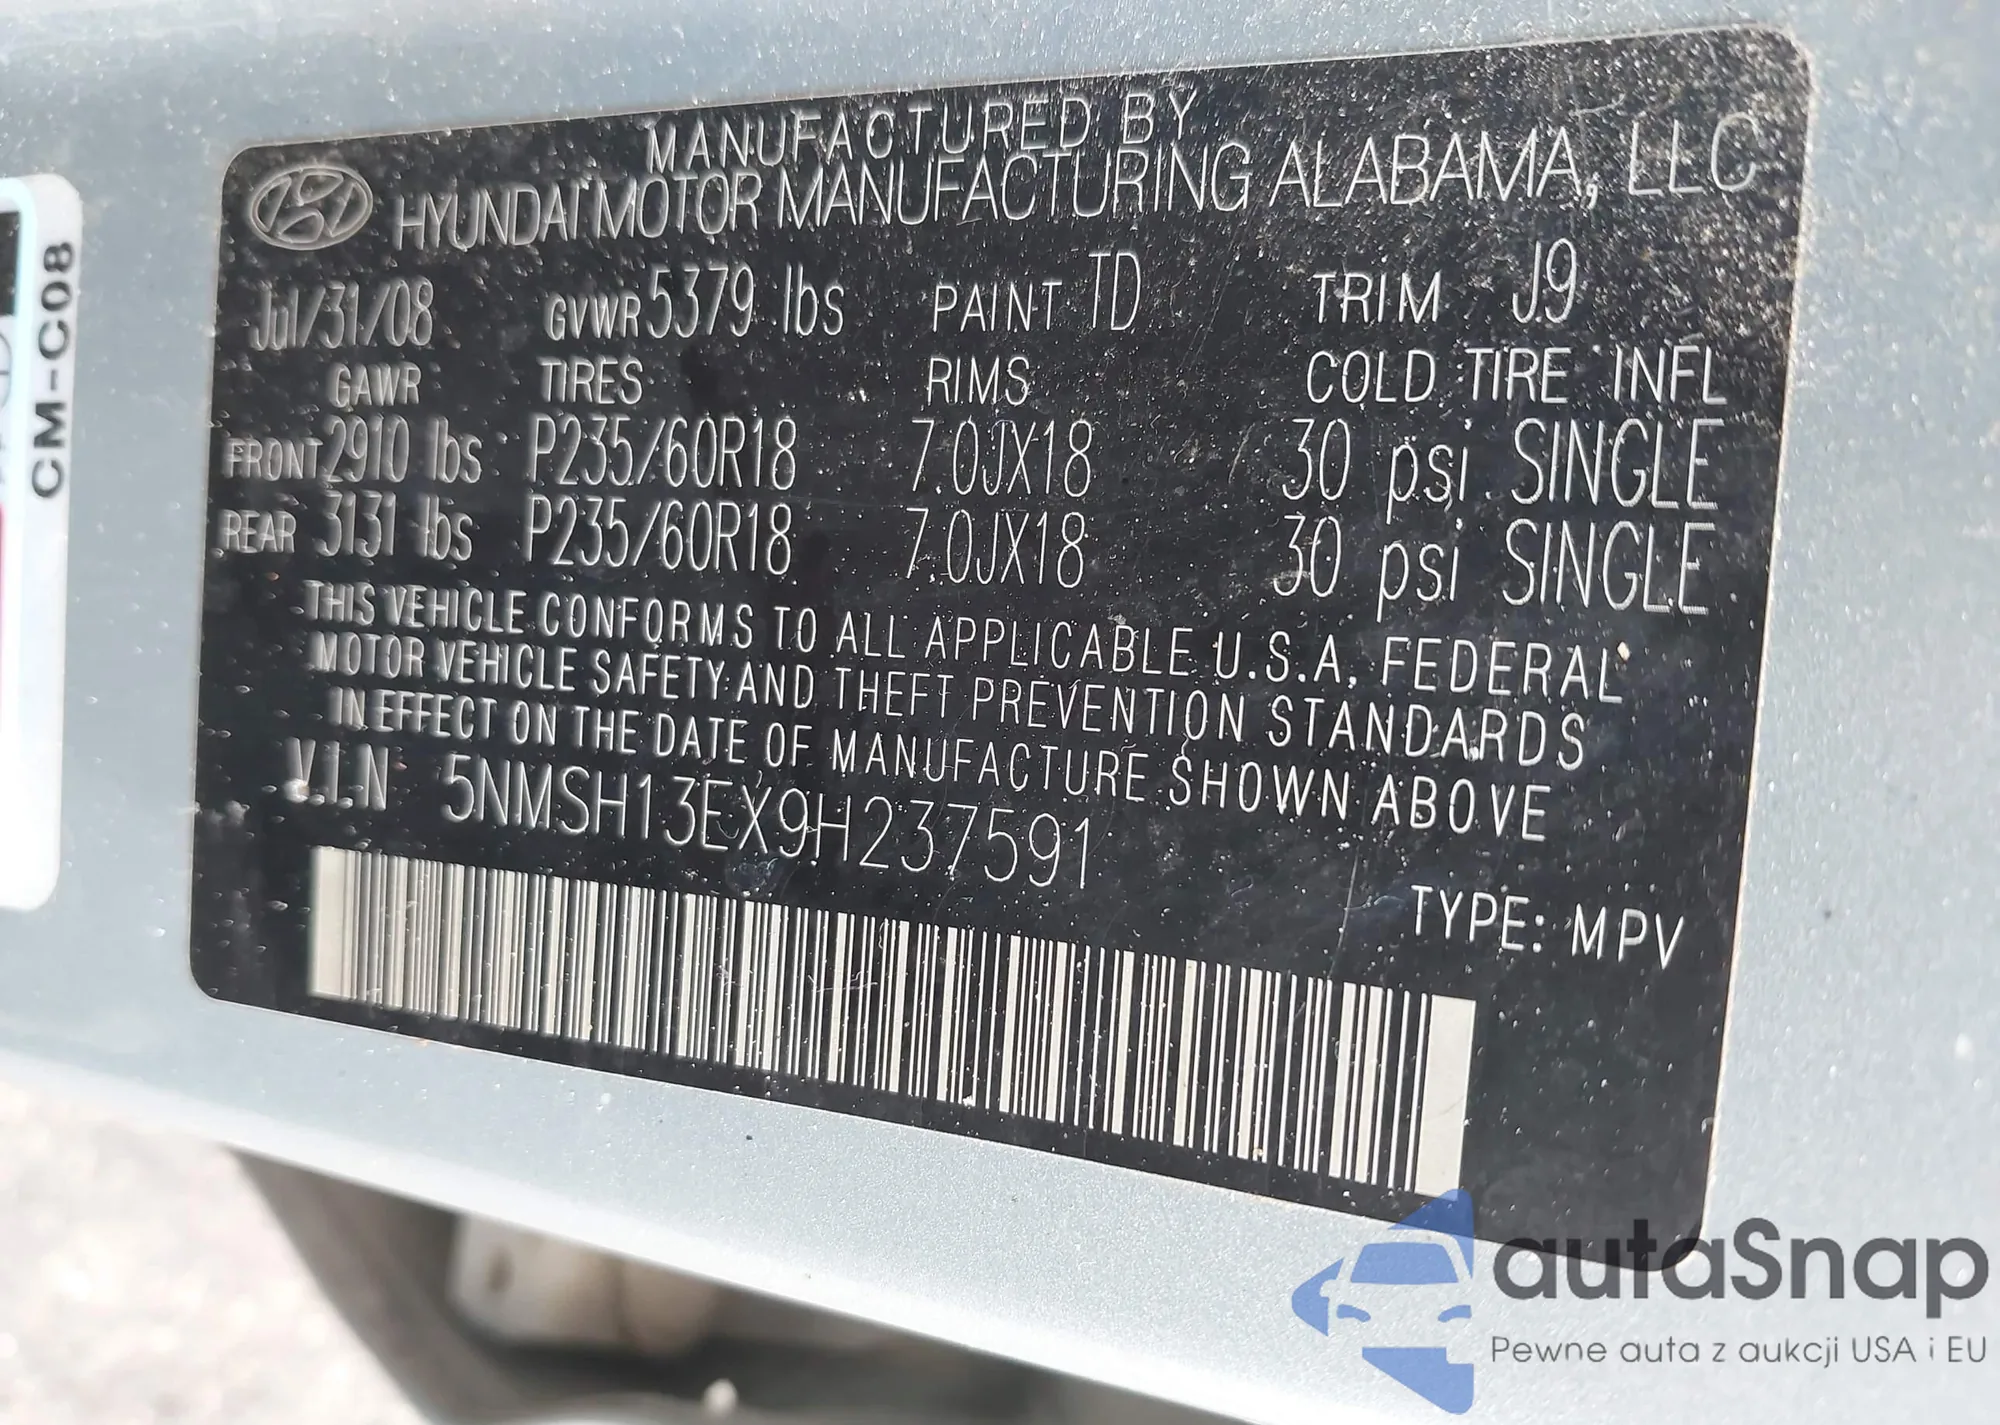 MANUFACTURED BY
HYUNDAI MOTOR MANUFACTURING ALABAMA, LLC
Jul/31/08 GVWR 5379 lbs PAINT TD TRIM J9
GAWR TIRES RIMS COLD TIRE INFL
FRONT 2910 lbs P235/60R18 7.0JX18 30 psi SINGLE
REAR 3131 lbs P235/60R18 7.0JX18 30 psi SINGLE
THIS VEHICLE CONFORMS TO ALL APPLICABLE U.S.A. FEDERAL
MOTOR VEHICLE SAFETY AND THEFT PREVENTION STANDARDS
IN EFFECT ON THE DATE OF MANUFACTURE SHOWN ABOVE
V.I.N 5NMSH13EX9H237591
TYPE: MPV
CM-C08
autaSnap
Pewne auta z aukcji USA i EU